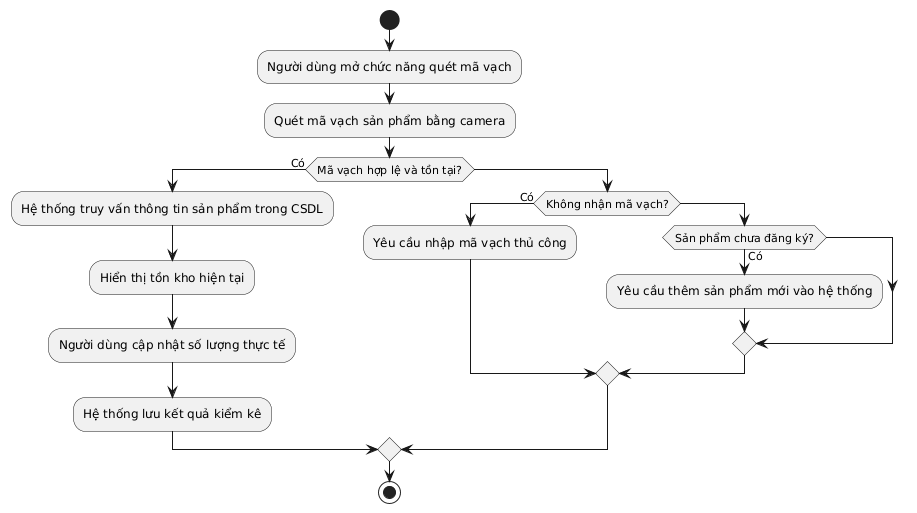 Người dùng mở chức năng quét mã vạch
Quét mã vạch sản phẩm bằng camera
Có
Mã vạch hợp lệ và tồn tại?
Hệ thống truy vấn thông tin sản phẩm trong CSDL
Hiển thị tồn kho hiện tại
Người dùng cập nhật số lượng thực tế
Hệ thống lưu kết quả kiểm kê
Có
Không nhận mã vạch?
Yêu cầu nhập mã vạch thủ công
Sản phẩm chưa đăng ký?
Có
Yêu cầu thêm sản phẩm mới vào hệ thống